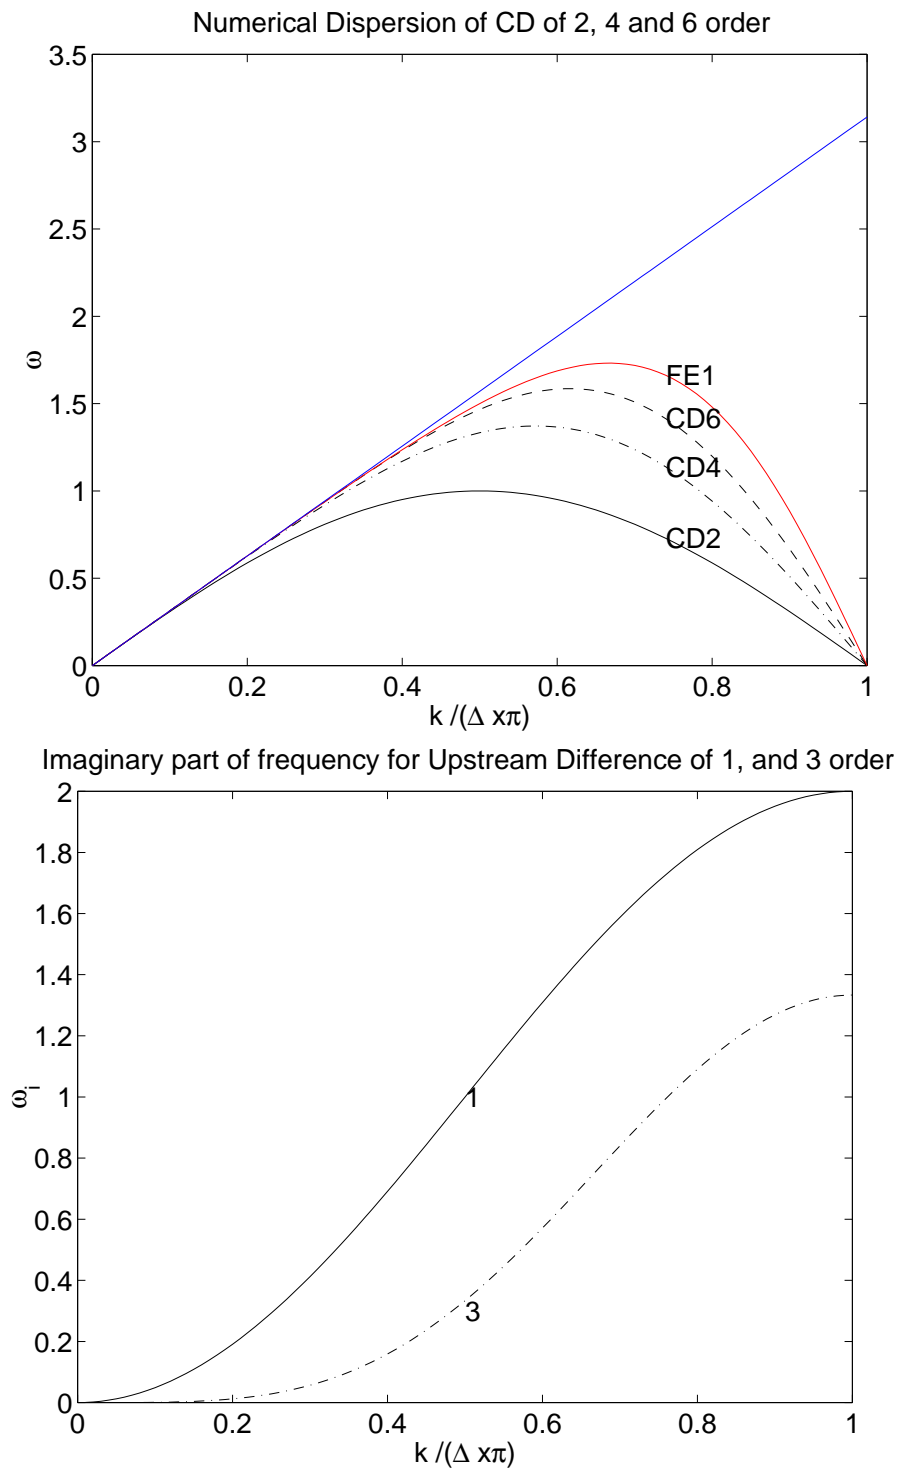 Numerical Dispersion of CD of 2, 4 and 6 order
3.5
3
2.5
2
1.5
1
0.5
0
ω
FE1
CD6
CD4
CD2
0 0.2 0.4 0.6 0.8 1
k /(Δ xπ)
Imaginary part of frequency for Upstream Difference of 1, and 3 order
2
1.8
1.6
1.4
1.2
1
0.8
0.6
0.4
0.2
0
ω_i
1
3
0 0.2 0.4 0.6 0.8 1
k /(Δ xπ)